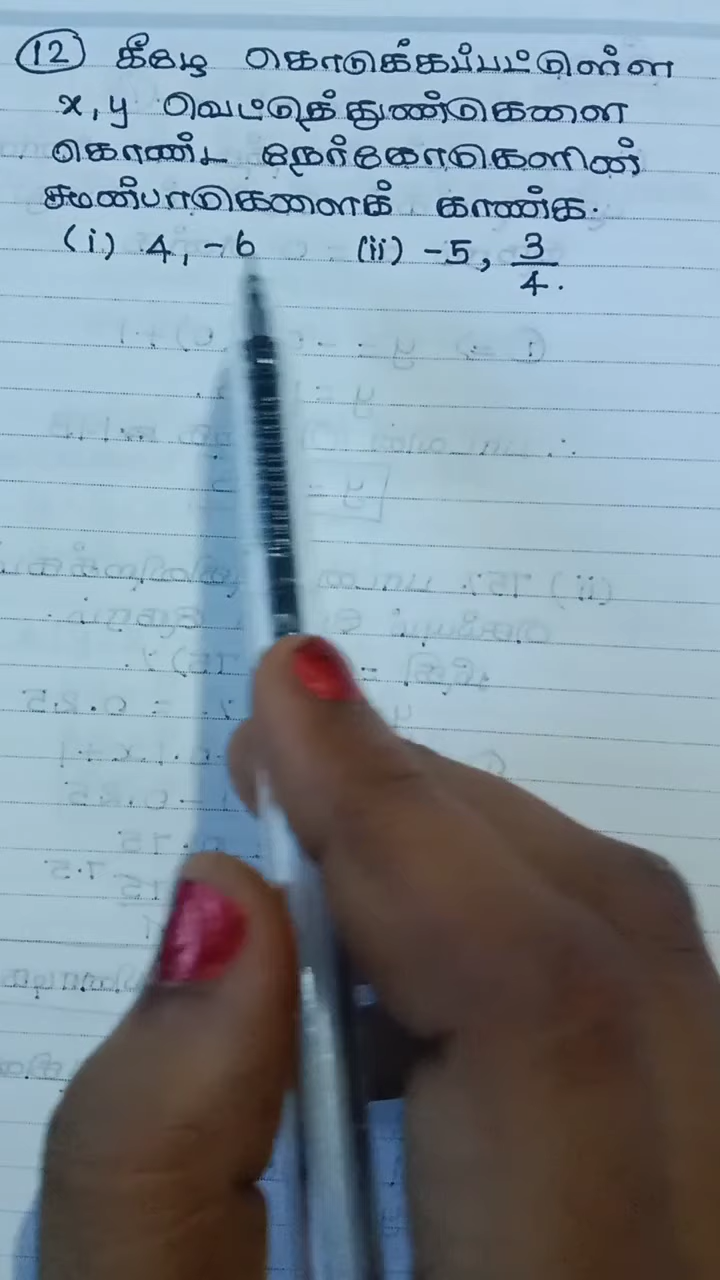 (12) கீழே கொடுக்கப்பட்டுள்ள
x, y வெட்டுத்துண்டுகளை
கொண்ட நேர்கோடுகளின்
சமன்பாடுகளைக் காண்க.
(i) 4, -6 (ii) -5, 3/4.